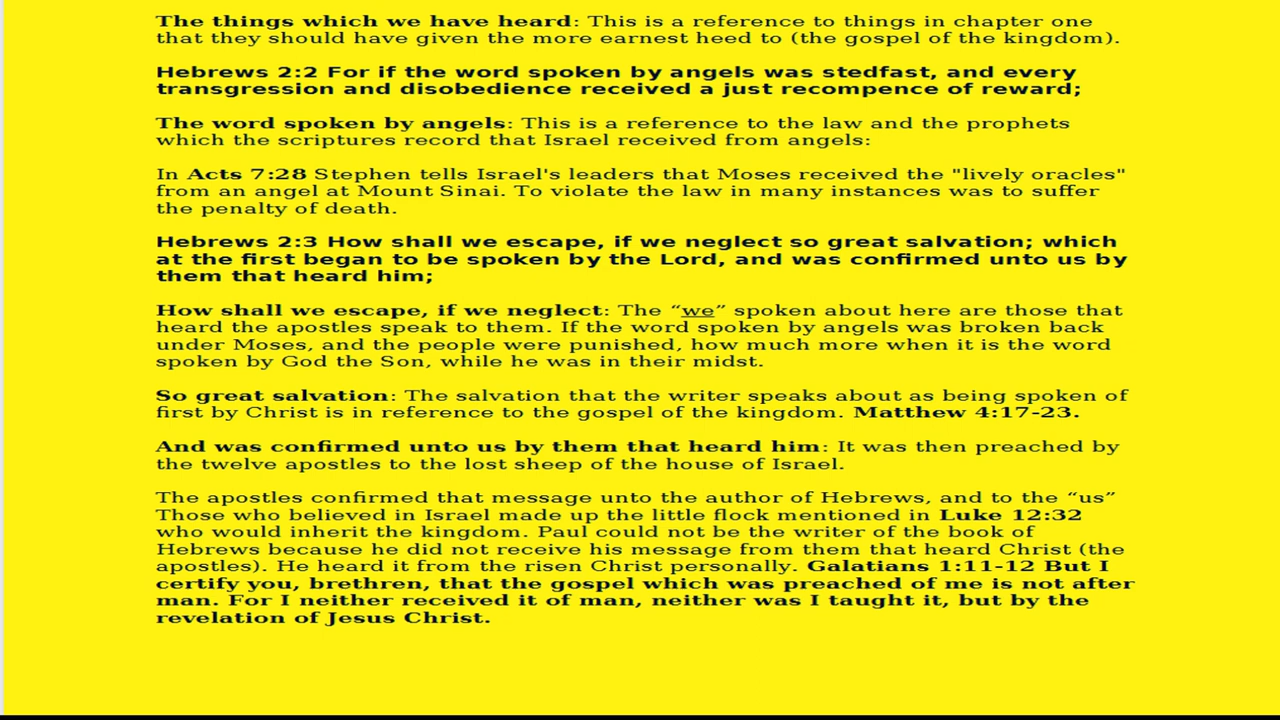 The things which we have heard: This is a reference to things in chapter one
that they should have given the more earnest heed to (the gospel of the kingdom).
Hebrews 2:2 For if the word spoken by angels was stedfast, and every
transgression and disobedience received a just recompence of reward;
The word spoken by angels: This is a reference to the law and the prophets
which the scriptures record that Israel received from angels:
In Acts 7:28 Stephen tells Israel's leaders that Moses received the "lively oracles"
from an angel at Mount Sinai. To violate the law in many instances was to suffer
the penalty of death.
Hebrews 2:3 How shall we escape, if we neglect so great salvation; which
at the first began to be spoken by the Lord, and was confirmed unto us by
them that heard him;
How shall we escape, if we neglect: The “we” spoken about here are those that
heard the apostles speak to them. If the word spoken by angels was broken back
under Moses, and the people were punished, how much more when it is the word
spoken by God the Son, while he was in their midst.
So great salvation: The salvation that the writer speaks about as being spoken of
first by Christ is in reference to the gospel of the kingdom. Matthew 4:17-23.
And was confirmed unto us by them that heard him: It was then preached by
the twelve apostles to the lost sheep of the house of Israel.
The apostles confirmed that message unto the author of Hebrews, and to the “us”
Those who believed in Israel made up the little flock mentioned in Luke 12:32
who would inherit the kingdom. Paul could not be the writer of the book of
Hebrews because he did not receive his message from them that heard Christ (the
apostles). He heard it from the risen Christ personally. Galatians 1:11-12 But I
certify you, brethren, that the gospel which was preached of me is not after
man. For I neither received it of man, neither was I taught it, but by the
revelation of Jesus Christ.